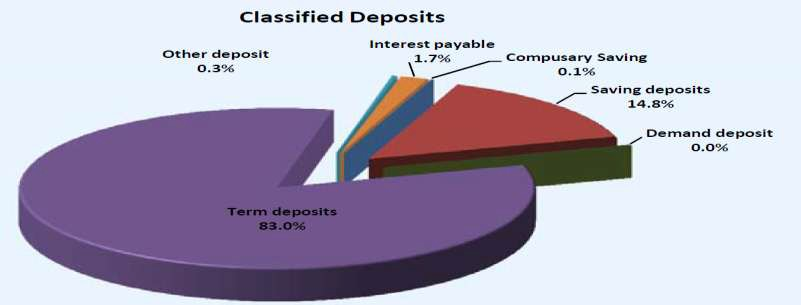 Classified Deposits
Other deposit
0.3%
Interest payable
1.7%
Compusary Saving
0.1%
Saving deposits
14.8%
Demand deposit
0.0%
Term deposits
83.0%